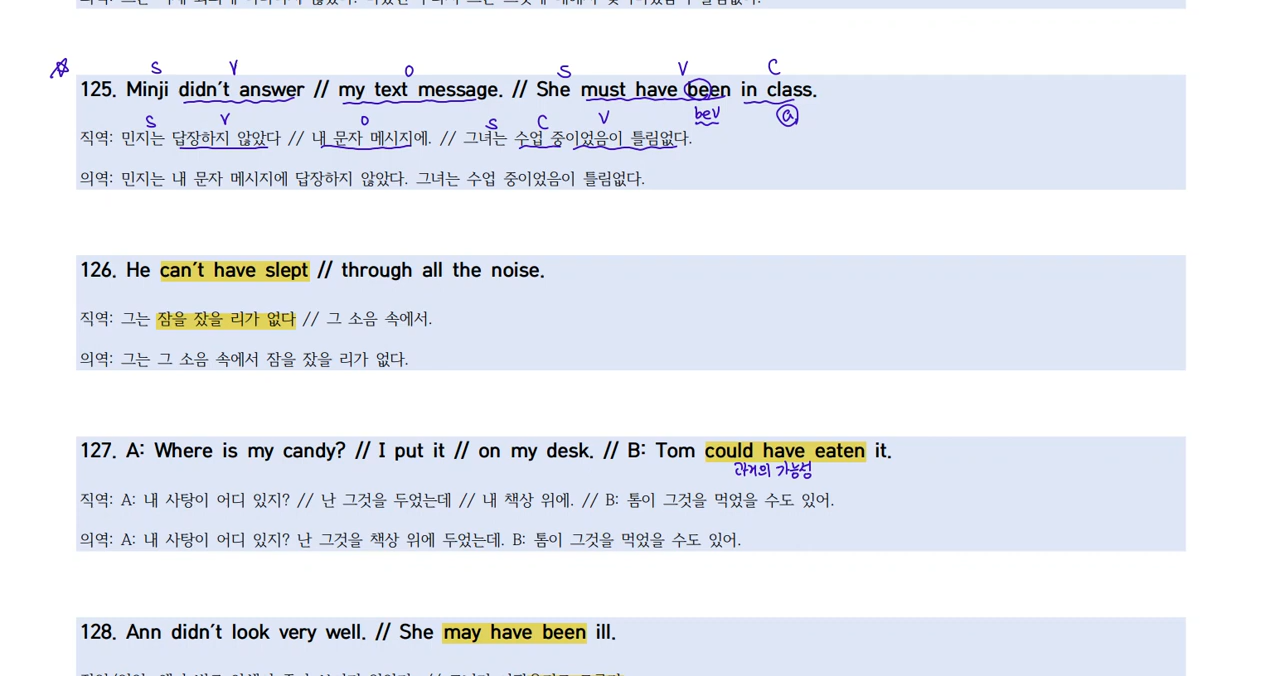 S V O S V C
125. Minji didn't answer // my text message. // She must have been in class.
beV a
S V O S C V
직역: 민지는 답장하지 않았다 // 내 문자 메시지에. // 그녀는 수업 중이었음이 틀림없다.
의역: 민지는 내 문자 메시지에 답장하지 않았다. 그녀는 수업 중이었음이 틀림없다.
126. He can't have slept // through all the noise.
직역: 그는 잠을 잤을 리가 없다 // 그 소음 속에서.
의역: 그는 그 소음 속에서 잠을 잤을 리가 없다.
127. A: Where is my candy? // I put it // on my desk. // B: Tom could have eaten it.
과거의 가능성
직역: A: 내 사탕이 어디 있지? // 난 그것을 두었는데 // 내 책상 위에. // B: 톰이 그것을 먹었을 수도 있어.
의역: A: 내 사탕이 어디 있지? 난 그것을 책상 위에 두었는데. B: 톰이 그것을 먹었을 수도 있어.
128. Ann didn't look very well. // She may have been ill.